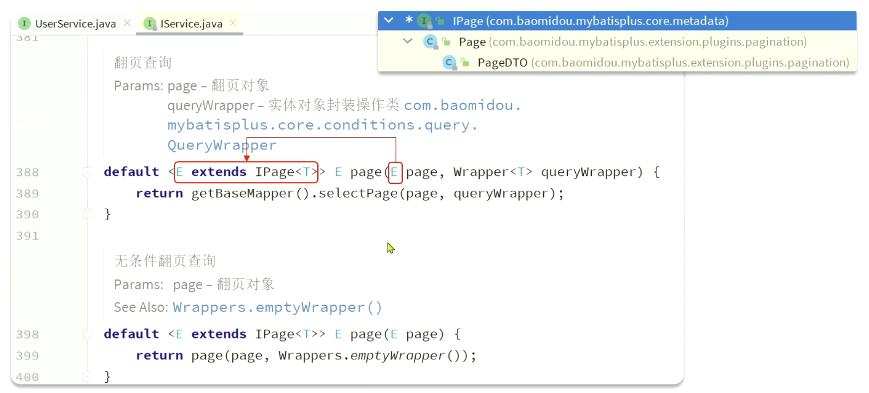 UserService.java
IService.java
IPage (com.baomidou.mybatisplus.core.metadata)
Page (com.baomidou.mybatisplus.extension.plugins.pagination)
PageDTO (com.baomidou.mybatisplus.extension.plugins.pagination)
381
翻页查询
Params: page – 翻页对象
queryWrapper – 实体对象封装操作类 com.baomidou.
mybatisplus.core.conditions.query.
QueryWrapper
388 default <E extends IPage<T>> E page(E page, Wrapper<T> queryWrapper) {
389 return getBaseMapper().selectPage(page, queryWrapper);
390 }
391
无条件翻页查询
Params: page – 翻页对象
See Also: Wrappers.emptyWrapper()
398 default <E extends IPage<T>> E page(E page) {
399 return page(page, Wrappers.emptyWrapper());
400 }